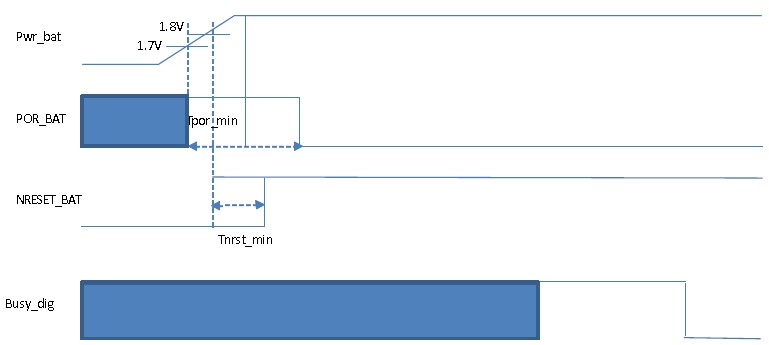 1.8V
Pwr_bat
1.7V
POR_BAT
Tpor_min
NRESET_BAT
Tnrst_min
Busy_dig